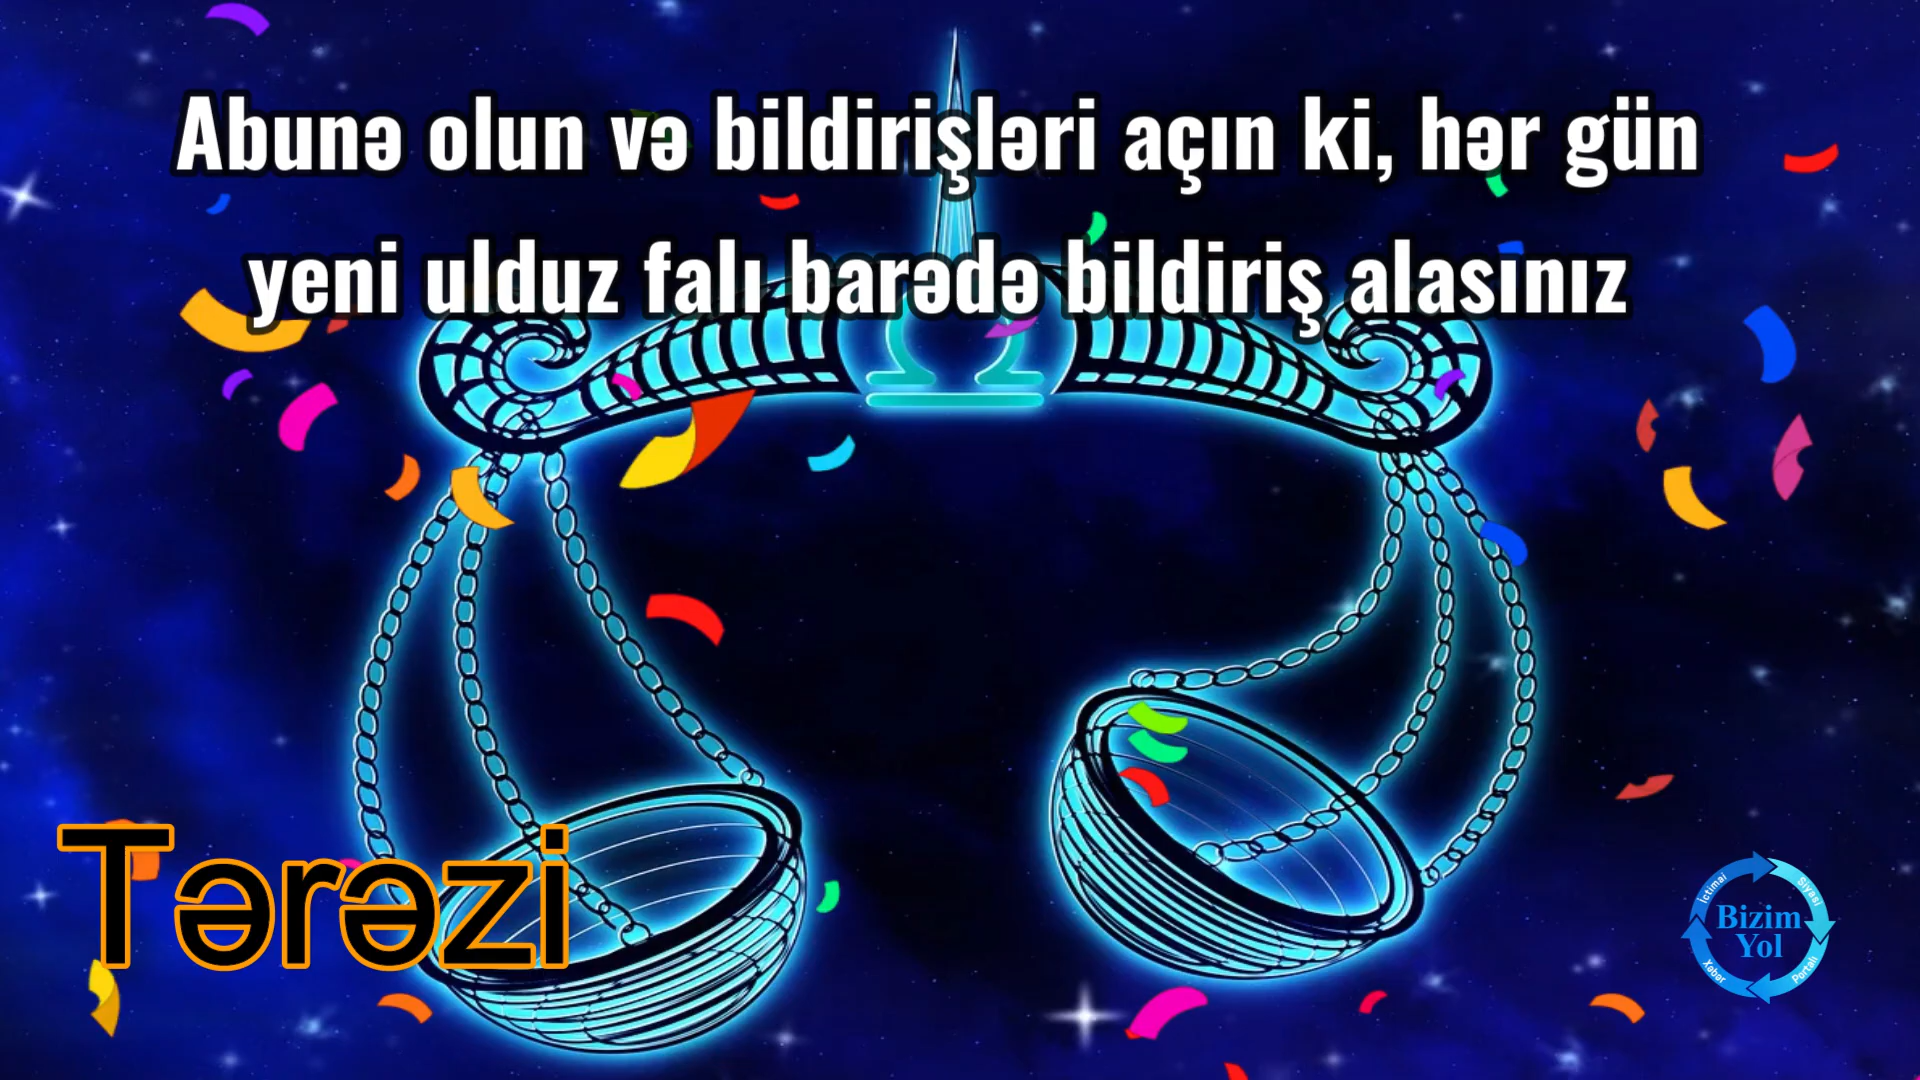 Abunə olun və bildirişləri açın ki, hər gün
yeni ulduz falı barədə bildiriş alasınız
Tərəzi
İctimai
Siyasi
Bizim
Yol
Xəbər
Portalı